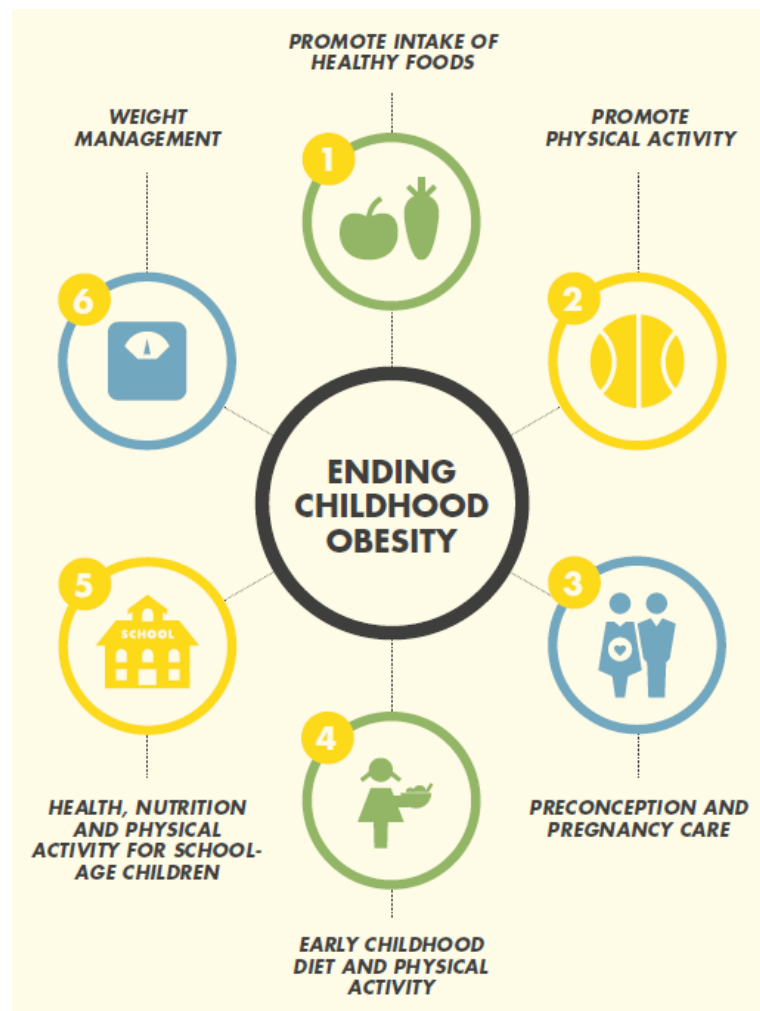 PROMOTE INTAKE OF
HEALTHY FOODS
1
PROMOTE
PHYSICAL ACTIVITY
2
PRECONCEPTION AND
PREGNANCY CARE
3
EARLY CHILDHOOD
DIET AND PHYSICAL
ACTIVITY
4
HEALTH, NUTRITION
AND PHYSICAL
ACTIVITY FOR SCHOOL-
AGE CHILDREN
5
SCHOOL
WEIGHT
MANAGEMENT
6
ENDING
CHILDHOOD
OBESITY